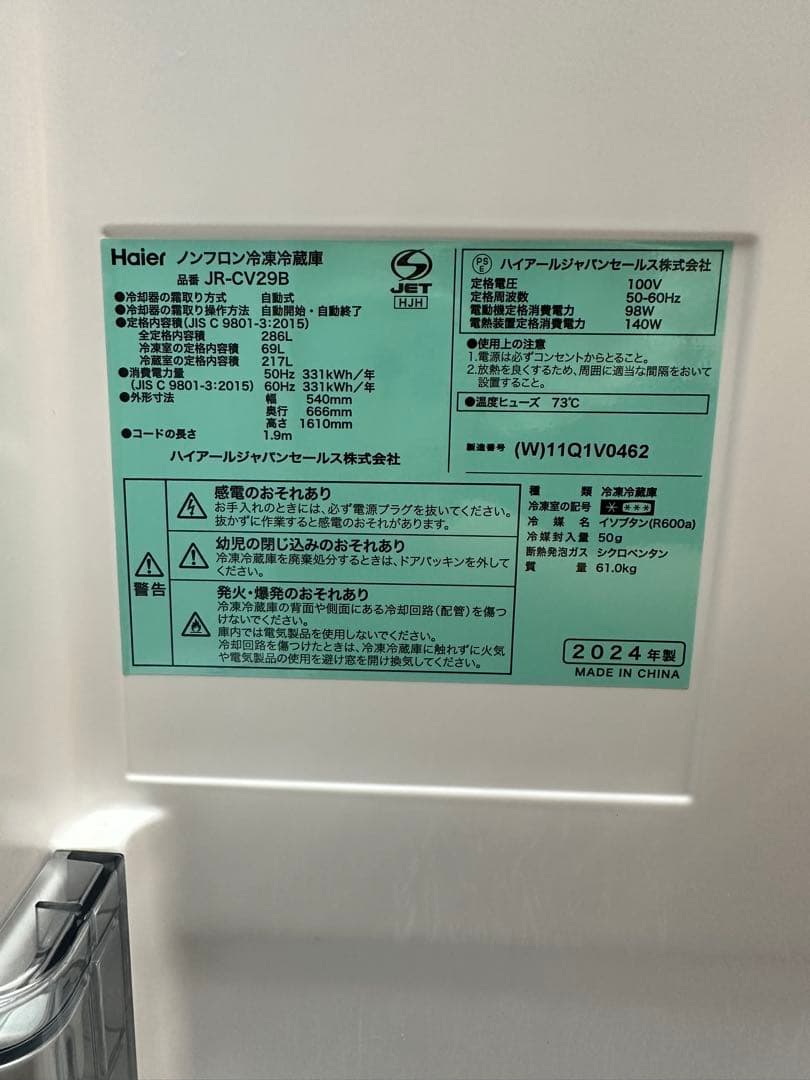 Haier ノンフロン冷凍冷蔵庫
品番 JR-CV29B
JET
HJH
●冷却器の霜取り方式 自動式
●冷却器の霜取り操作方法 自動開始・自動終了
●定格内容積(JIS C 9801-3:2015)
全定格内容積 286L
冷凍室の定格内容積 69L
冷蔵室の定格内容積 217L
●消費電力量 50Hz 331kWh/年
(JIS C 9801-3:2015) 60Hz 331kWh/年
●外形寸法 幅 540mm
奥行 666mm
高さ 1610mm
●コードの長さ 1.9m
ハイアールジャパンセールス株式会社
PS E ハイアールジャパンセールス株式会社
定格電圧 100V
定格周波数 50-60Hz
電動機定格消費電力 98W
電熱装置定格消費電力 140W
●使用上の注意
1.電源は必ずコンセントからとること。
2.放熱を良くするため、周囲に適当な間隔をおいて
設置すること。
●温度ヒューズ 73℃
製造番号 (W)11Q1V0462
警告
感電のおそれあり
お手入れのときには、必ず電源プラグを抜いてください。
抜かずに作業すると感電のおそれがあります。
幼児の閉じ込めのおそれあり
冷凍冷蔵庫を廃棄処分するときは、ドアパッキンを外して
ください。
発火・爆発のおそれあり
冷凍冷蔵庫の背面や側面にある冷却回路(配管)を傷つ
けないでください。
庫内では電気製品を使用しないでください。
冷却回路を傷つけたときは、冷凍冷蔵庫に触れずに火気
や電気製品の使用を避け窓を開け換気してください。
種類 冷凍冷蔵庫
冷凍室の記号 * ***
冷媒名 イソブタン(R600a)
冷媒封入量 50g
断熱発泡ガス シクロペンタン
質量 61.0kg
2024年製
MADE IN CHINA